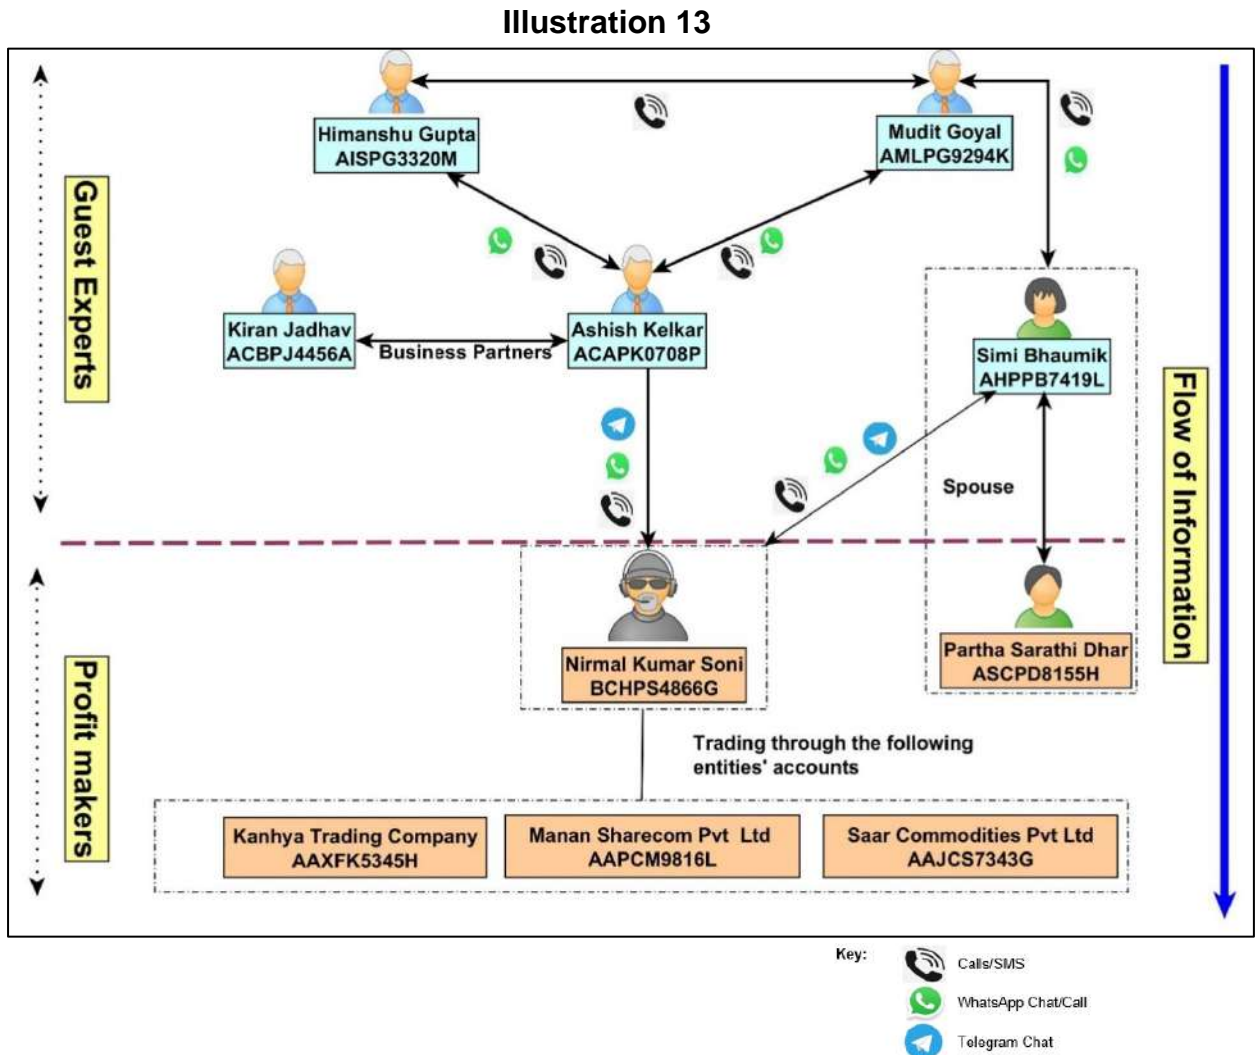 Illustration 13
Himanshu Gupta
AISPG3320M
Mudit Goyal
AMLPG9294K
Guest Experts
Kiran Jadhav
ACBPJ4456A
Business Partners
Ashish Kelkar
ACAPK0708P
Simi Bhaumik
AHPPB7419L
Flow of Information
Spouse
Nirmal Kumar Soni
BCHPS4866G
Partha Sarathi Dhar
ASCPD8155H
Profit makers
Trading through the following
entities' accounts
Kanhya Trading Company
AAXFK5345H
Manan Sharecom Pvt Ltd
AAPCM9816L
Saar Commodities Pvt Ltd
AAJCS7343G
Key:
Calls/SMS
WhatsApp Chat/Call
Telegram Chat